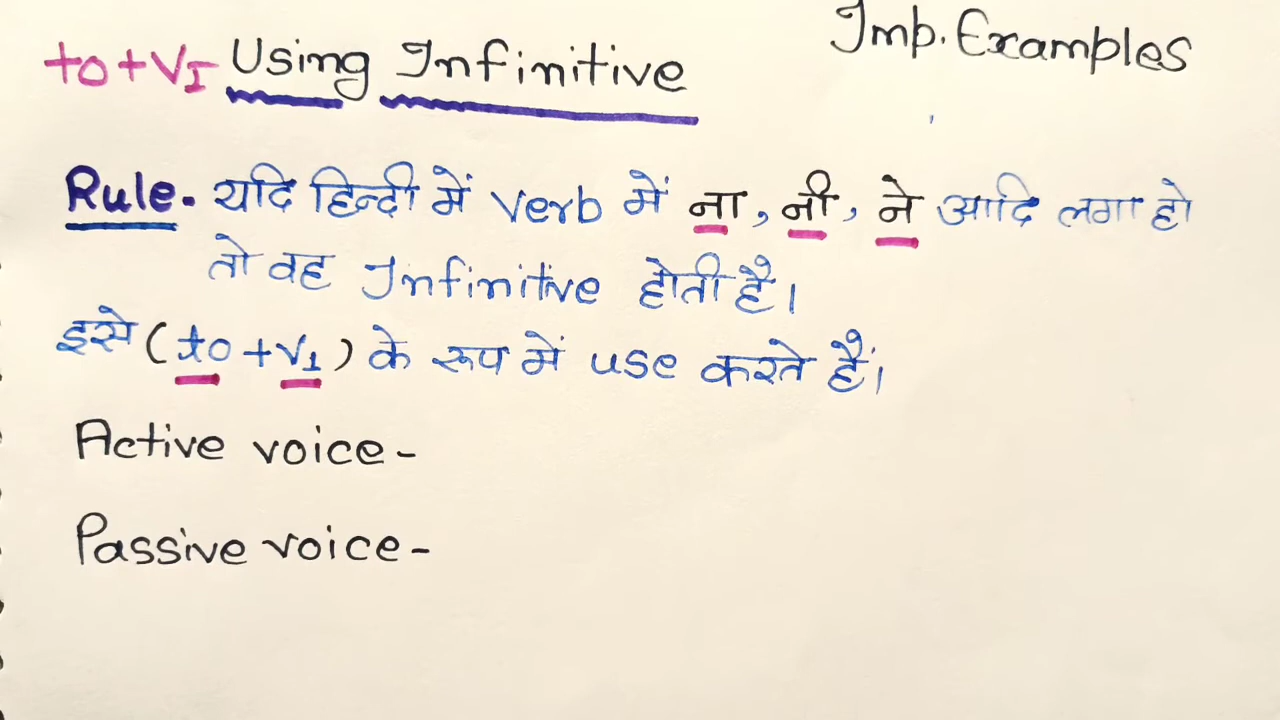 to+V1 Using Infinitive
Imp. Examples
Rule. यदि हिन्दी में verb में ना, नी, ने आदि लगा हो
तो वह Infinitive होती है।
इसे (to+V1) के रूप में use करते हैं।
Active voice-
Passive voice-